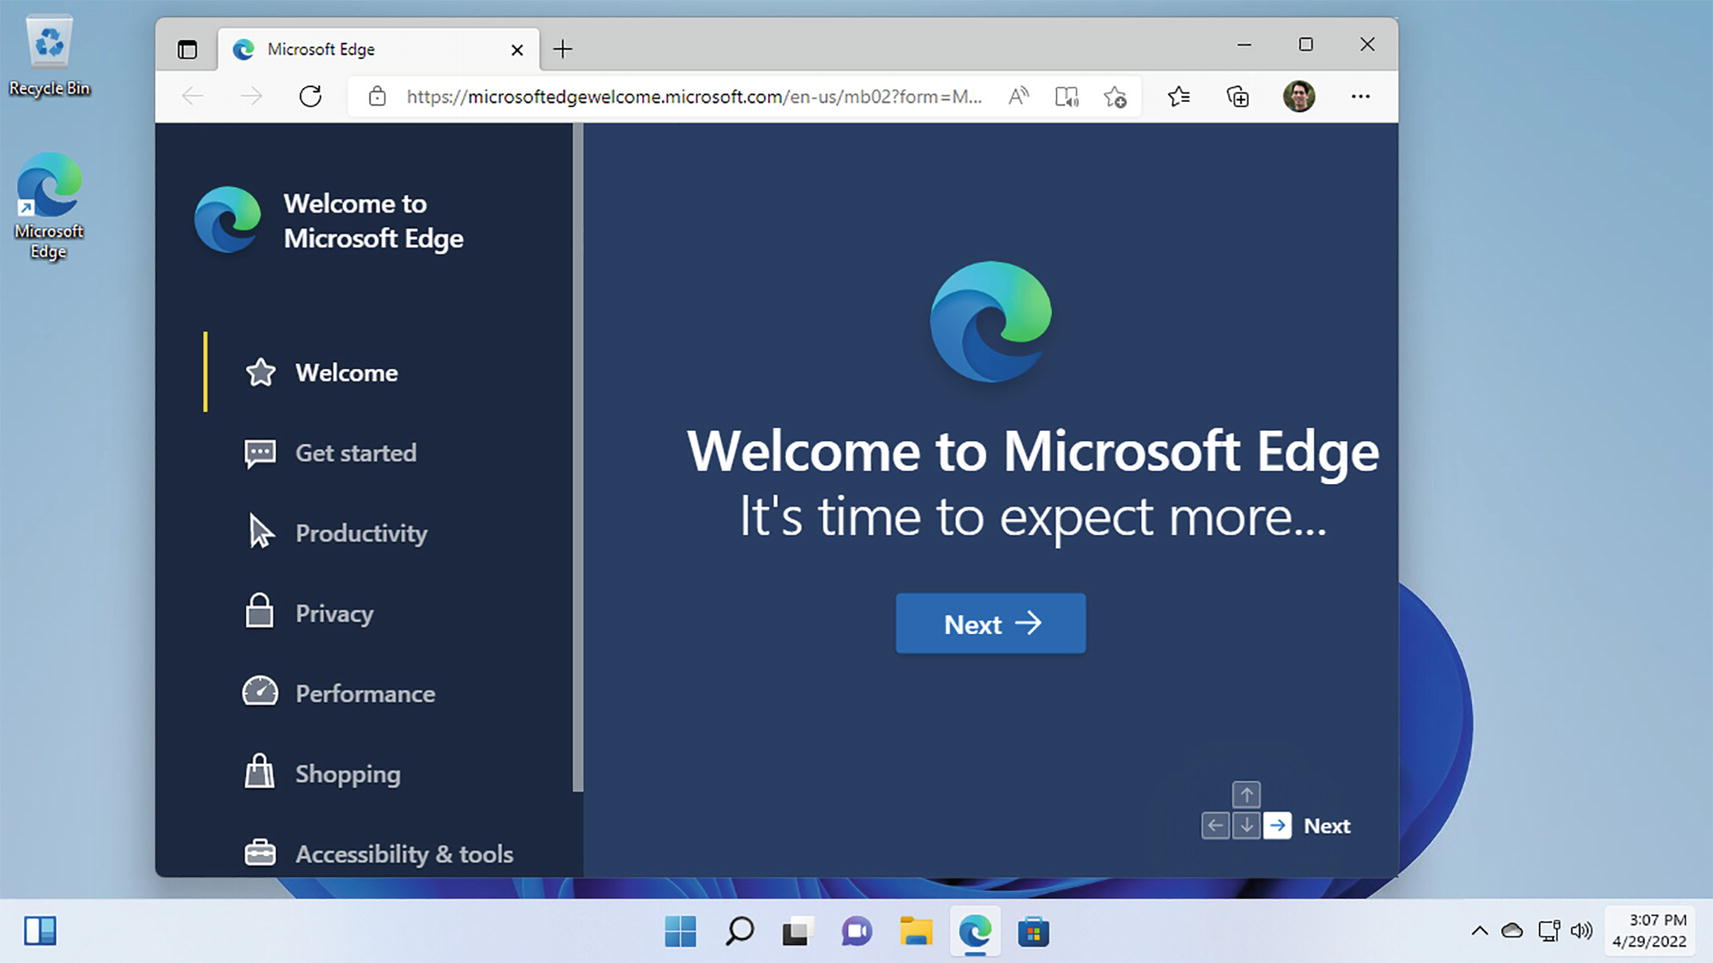 Recycle Bin
Microsoft
Edge
Microsoft Edge
https://microsoftedgewelcome.microsoft.com/en-us/mb02?form=M...
Welcome to
Microsoft Edge
Welcome
Get started
Productivity
Privacy
Performance
Shopping
Accessibility & tools
Welcome to Microsoft Edge
It's time to expect more...
Next
Next
3:07 PM
4/29/2022